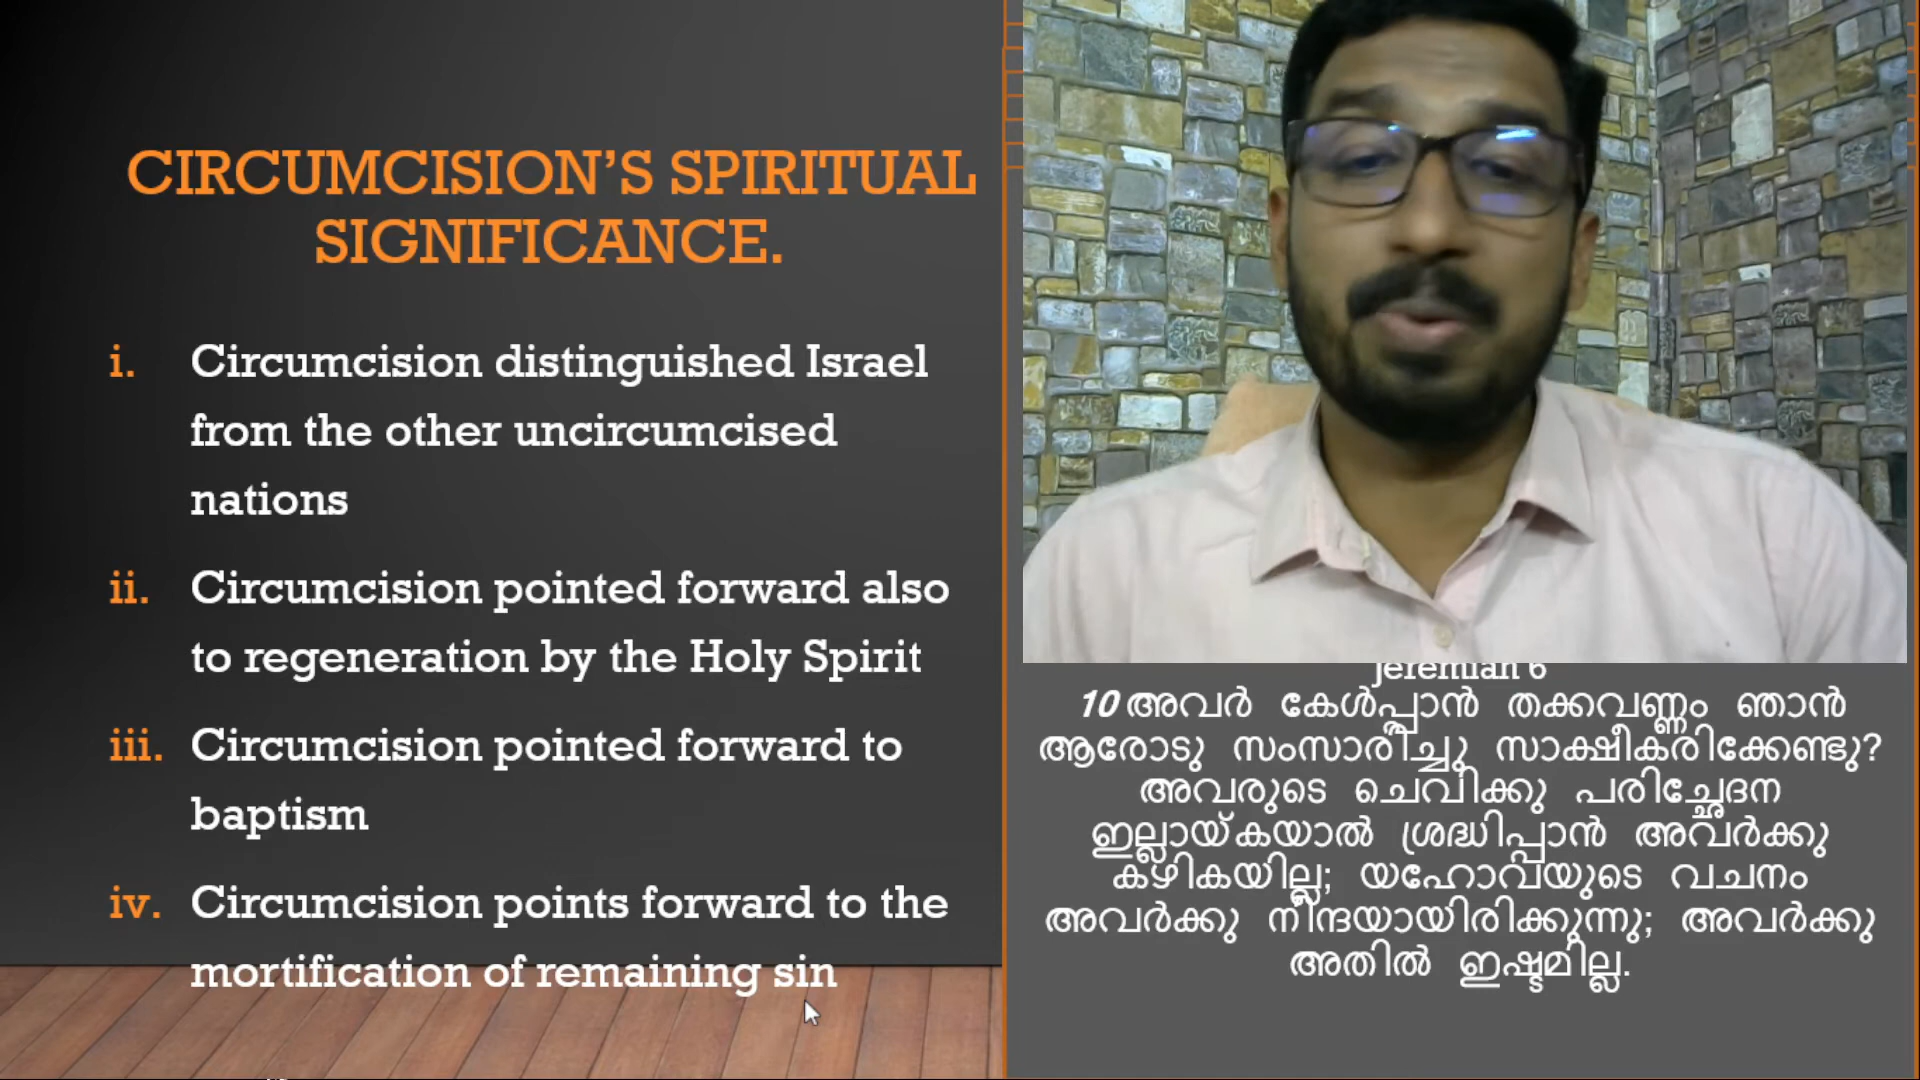 CIRCUMCISION’S SPIRITUAL
SIGNIFICANCE.
i. Circumcision distinguished Israel
from the other uncircumcised
nations
ii. Circumcision pointed forward also
to regeneration by the Holy Spirit
iii. Circumcision pointed forward to
baptism
iv. Circumcision points forward to the
mortification of remaining sin
Jeremiah 6
10 അവർ കേൾപ്പാൻ തക്കവണ്ണം ഞാൻ
ആരോടു സംസാരിച്ചു സാക്ഷീകരിക്കേണ്ടു?
അവരുടെ ചെവിക്കു പരിച്ഛേദന
ഇല്ലായ്കയാൽ ശ്രദ്ധിപ്പാൻ അവർക്കു
കഴികയില്ല; യഹോവയുടെ വചനം
അവർക്കു നിന്ദയായിരിക്കുന്നു; അവർക്കു
അതിൽ ഇഷ്ടമില്ല.